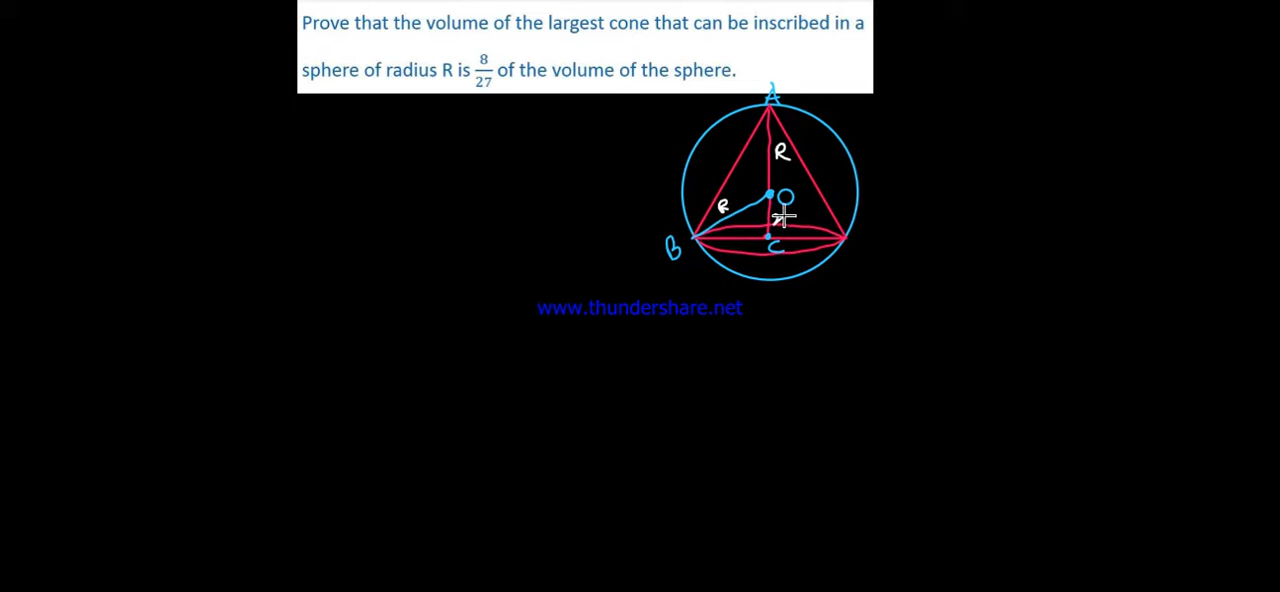 Prove that the volume of the largest cone that can be inscribed in a
sphere of radius R is 8/27 of the volume of the sphere.
A
R
O
R
x
B
C
www.thundershare.net